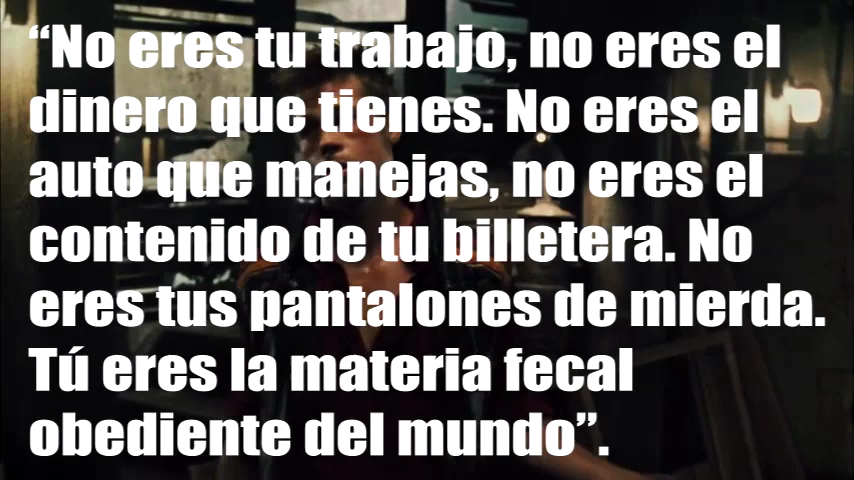 “No eres tu trabajo, no eres el
dinero que tienes. No eres el
auto que manejas, no eres el
contenido de tu billetera. No
eres tus pantalones de mierda.
Tú eres la materia fecal
obediente del mundo”.